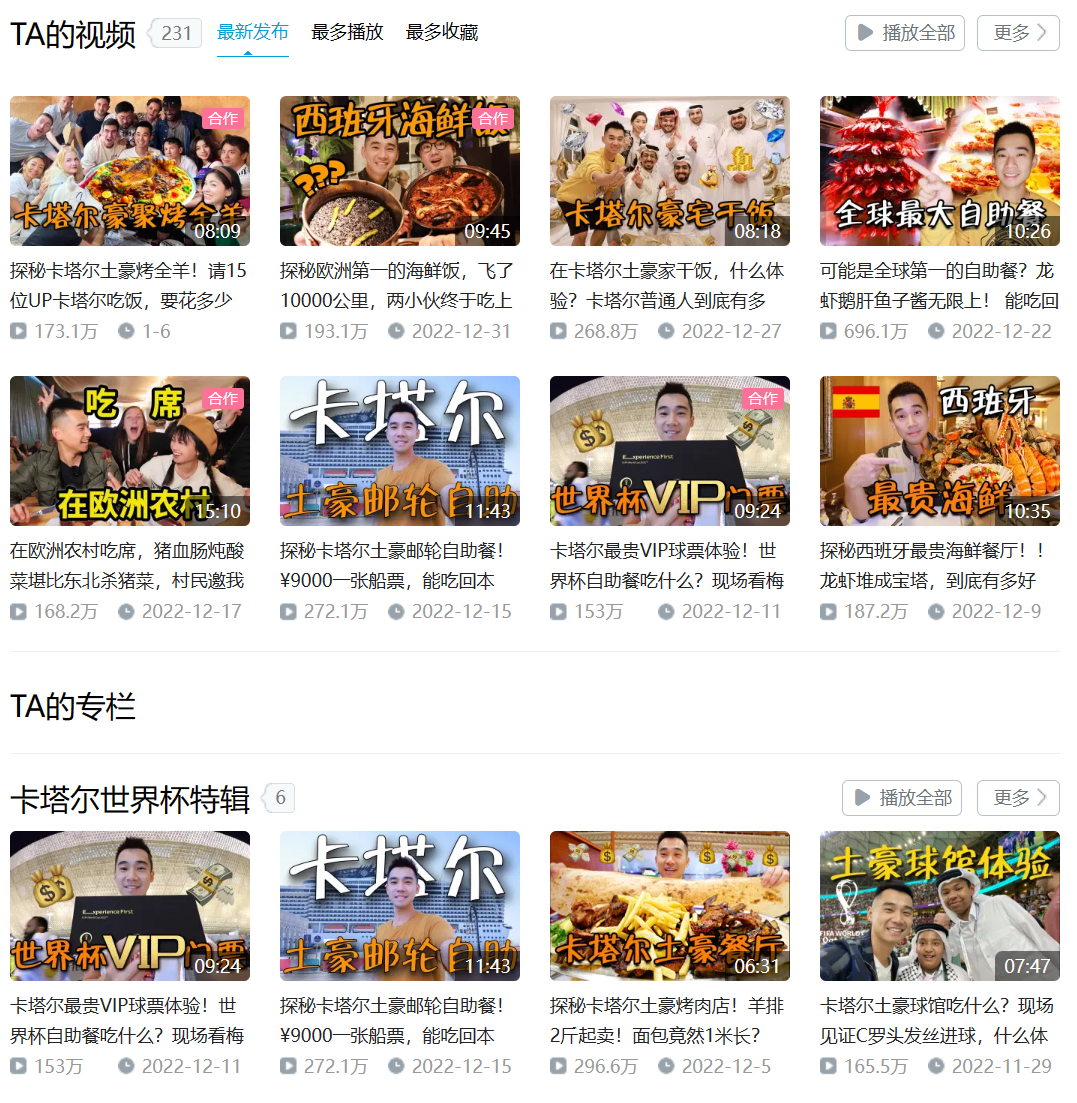 TA的视频 231 最新发布 最多播放 最多收藏 播放全部 更多
合作
卡塔尔豪聚烤全羊
08:09
西班牙海鲜饭
合作
???
09:45
卡塔尔豪宅干饭
08:18
全球最大自助餐
10:26
探秘卡塔尔土豪烤全羊！请15
位UP卡塔尔吃饭，要花多少
173.1万 1-6
探秘欧洲第一的海鲜饭，飞了
10000公里，两小伙终于吃上
193.1万 2022-12-31
在卡塔尔土豪家干饭，什么体
验？卡塔尔普通人到底有多
268.8万 2022-12-27
可能是全球第一的自助餐？龙
虾鹅肝鱼子酱无限上！ 能吃回
696.1万 2022-12-22
吃席
合作
在欧洲农村
15:10
卡塔尔
土豪邮轮自助
11:43
合作
E__xperience First
世界杯VIP门票
09:24
西班牙
最贵海鲜
10:35
在欧洲农村吃席，猪血肠炖酸
菜堪比东北杀猪菜，村民邀我
168.2万 2022-12-17
探秘卡塔尔土豪邮轮自助餐！
¥9000一张船票，能吃回本
272.1万 2022-12-15
卡塔尔最贵VIP球票体验！世
界杯自助餐吃什么？现场看梅
153万 2022-12-11
探秘西班牙最贵海鲜餐厅！！
龙虾堆成宝塔，到底有多好
187.2万 2022-12-9
TA的专栏
卡塔尔世界杯特辑 6 播放全部 更多
E__xperience First
世界杯VIP门票
09:24
卡塔尔
土豪邮轮自助
11:43
卡塔尔土豪餐厅
06:31
土豪球馆体验
FIFA WORLD
07:47
卡塔尔最贵VIP球票体验！世
界杯自助餐吃什么？现场看梅
153万 2022-12-11
探秘卡塔尔土豪邮轮自助餐！
¥9000一张船票，能吃回本
272.1万 2022-12-15
探秘卡塔尔土豪烤肉店！羊排
2斤起卖！面包竟然1米长？
296.6万 2022-12-5
卡塔尔土豪球馆吃什么？现场
见证C罗头发丝进球，什么体
165.5万 2022-11-29